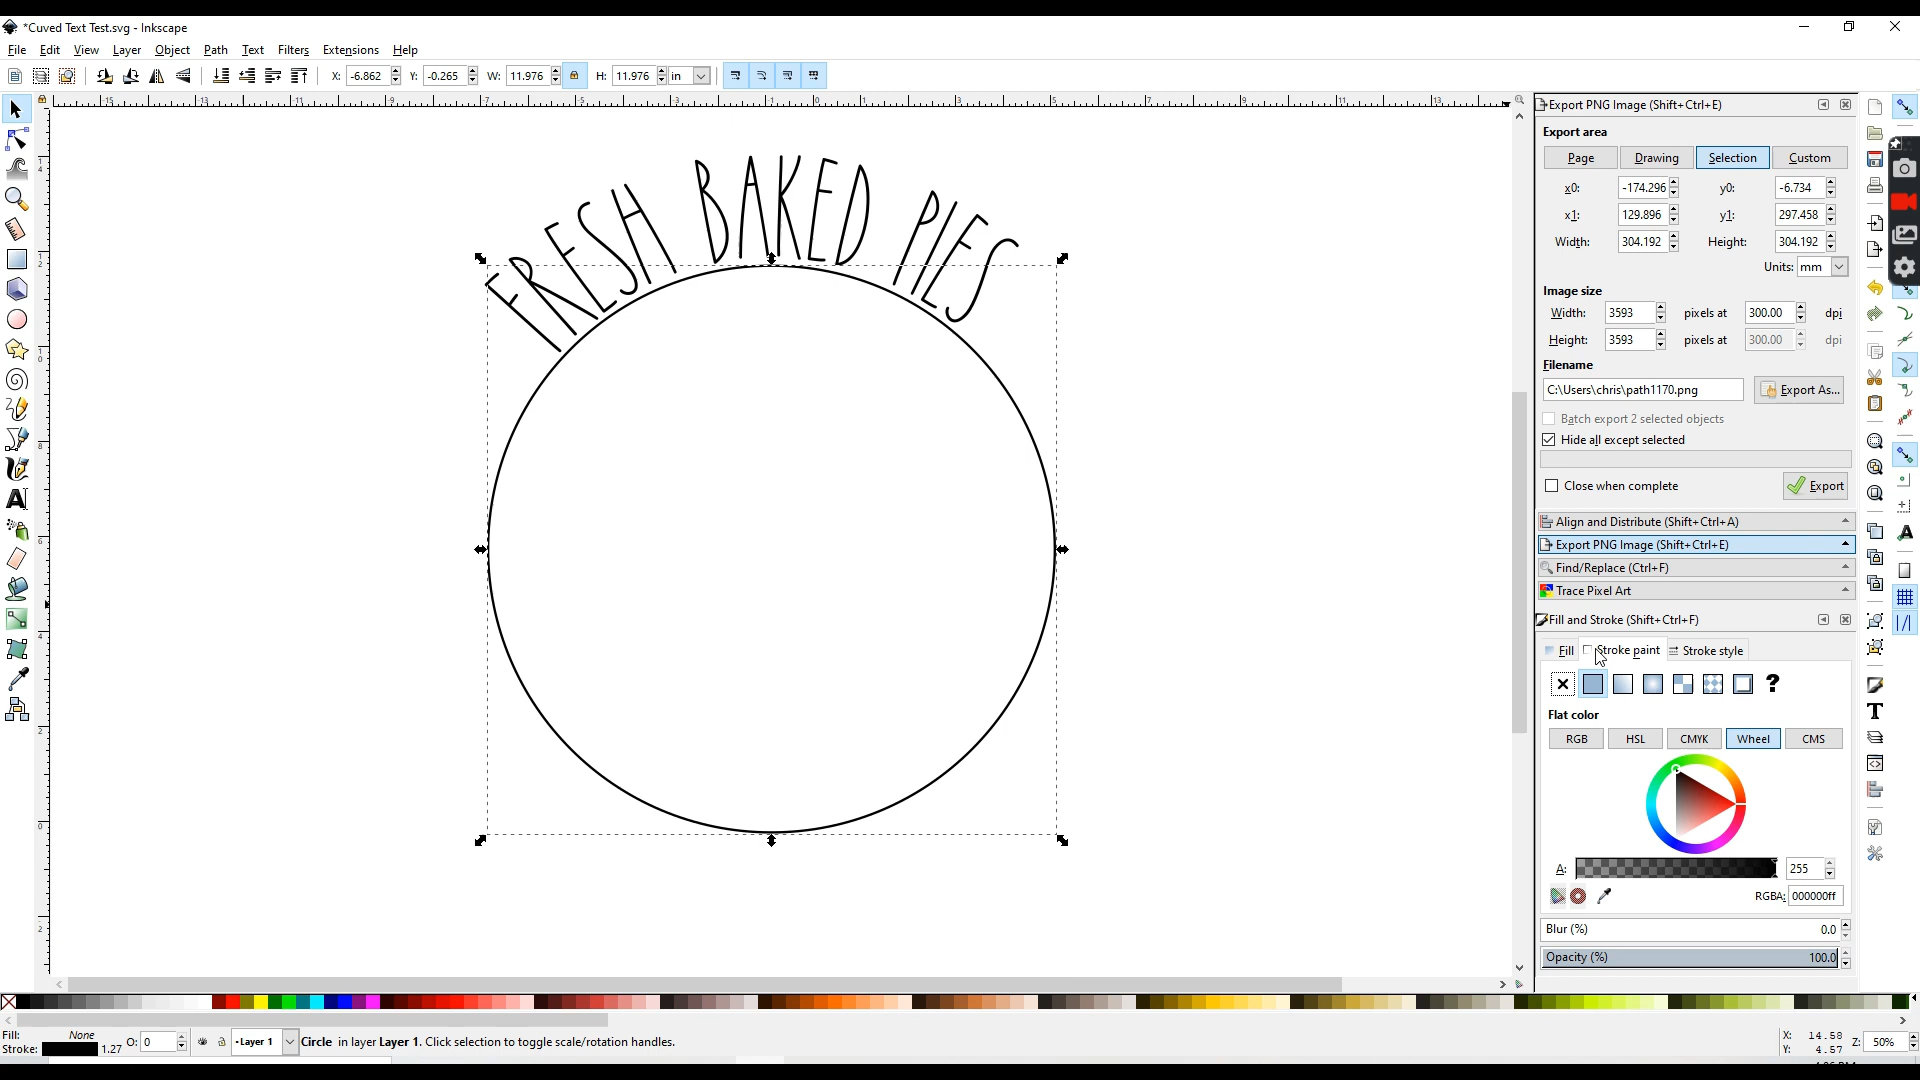 *Cuved Text Test.svg - Inkscape
File Edit View Layer Object Path Text Filters Extensions Help
X: -6.862 Y: -0.265 W: 11.976 H: 11.976 in
FRESH BAKED PIES
Export PNG Image (Shift+Ctrl+E)
Export area
Page Drawing Selection Custom
x0: -174.296 y0: -6.734
x1: 129.896 y1: 297.458
Width: 304.192 Height: 304.192
Units: mm
Image size
Width: 3593 pixels at 300.00 dpi
Height: 3593 pixels at 300.00 dpi
Filename
C:\Users\chris\path1170.png Export As...
Batch export 2 selected objects
Hide all except selected
Close when complete Export
Align and Distribute (Shift+Ctrl+A)
Export PNG Image (Shift+Ctrl+E)
Find/Replace (Ctrl+F)
Trace Pixel Art
Fill and Stroke (Shift+Ctrl+F)
Fill Stroke paint Stroke style
Flat color
RGB HSL CMYK Wheel CMS
A: 255
RGBA: 000000ff
Blur (%) 0.0
Opacity (%) 100.0
Fill: None
Stroke: 1.27 O: 0 Layer 1 Circle in layer Layer 1. Click selection to toggle scale/rotation handles.
X: 14.58
Y: 4.57
Z: 50%